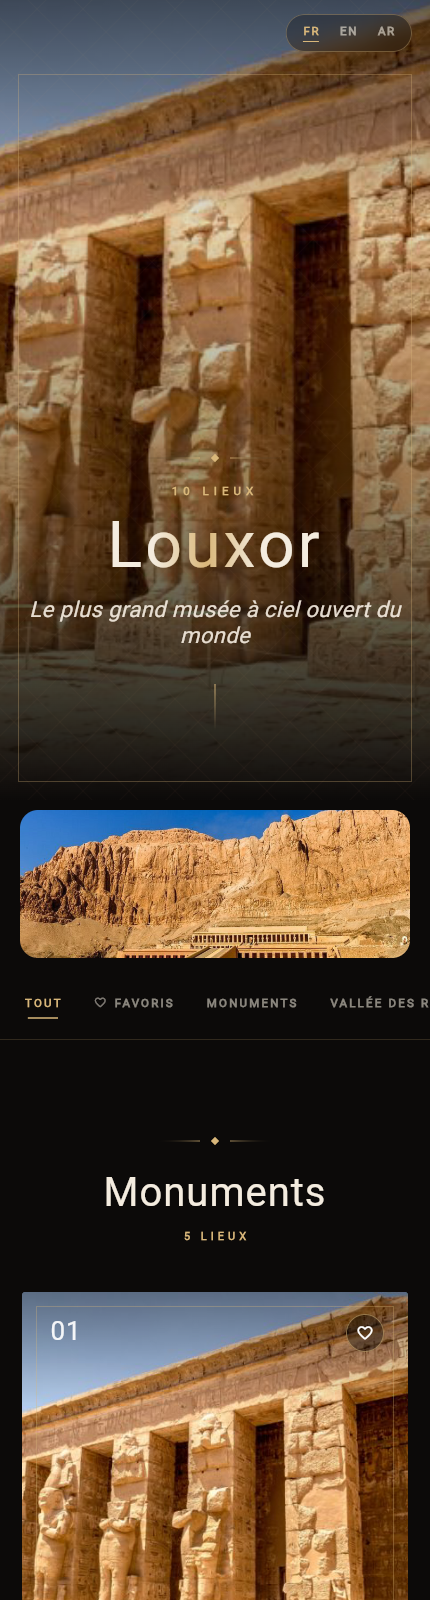 FR EN AR
10 LIEUX
Louxor
Le plus grand musée à ciel ouvert du
monde
TOUT FAVORIS MONUMENTS VALLÉE DES R
Monuments
5 LIEUX
01